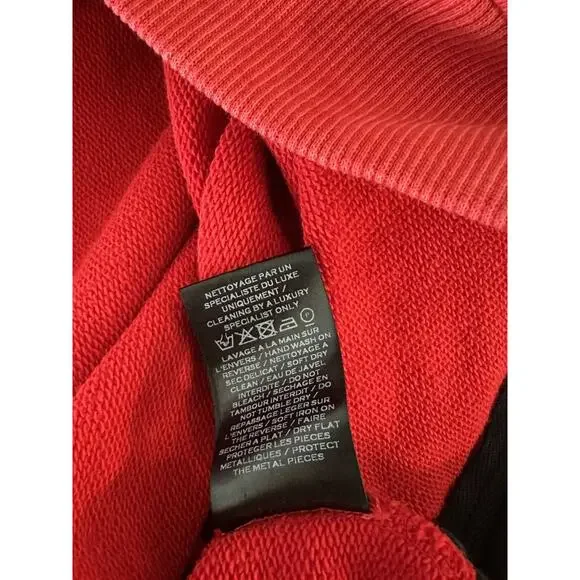 NETTOYAGE PAR UN
SPECIALISTE DU LUXE
UNIQUEMENT /
CLEANING BY A LUXURY
SPECIALIST ONLY
LAVAGE A LA MAIN SUR
L'ENVERS / HAND WASH ON
REVERSE / NETTOYAGE A
SEC DELICAT / SOFT DRY
CLEAN / EAU DE JAVEL
INTERDITE / DO NOT
BLEACH / SECHAGE EN
TAMBOUR INTERDIT / DO
NOT TUMBLE DRY /
REPASSAGE LEGER SUR
L'ENVERS / SOFT IRON ON
THE REVERSE / FAIRE
SECHER A PLAT / DRY FLAT
PROTEGER LES PIECES
METALLIQUES / PROTECT
THE METAL PIECES